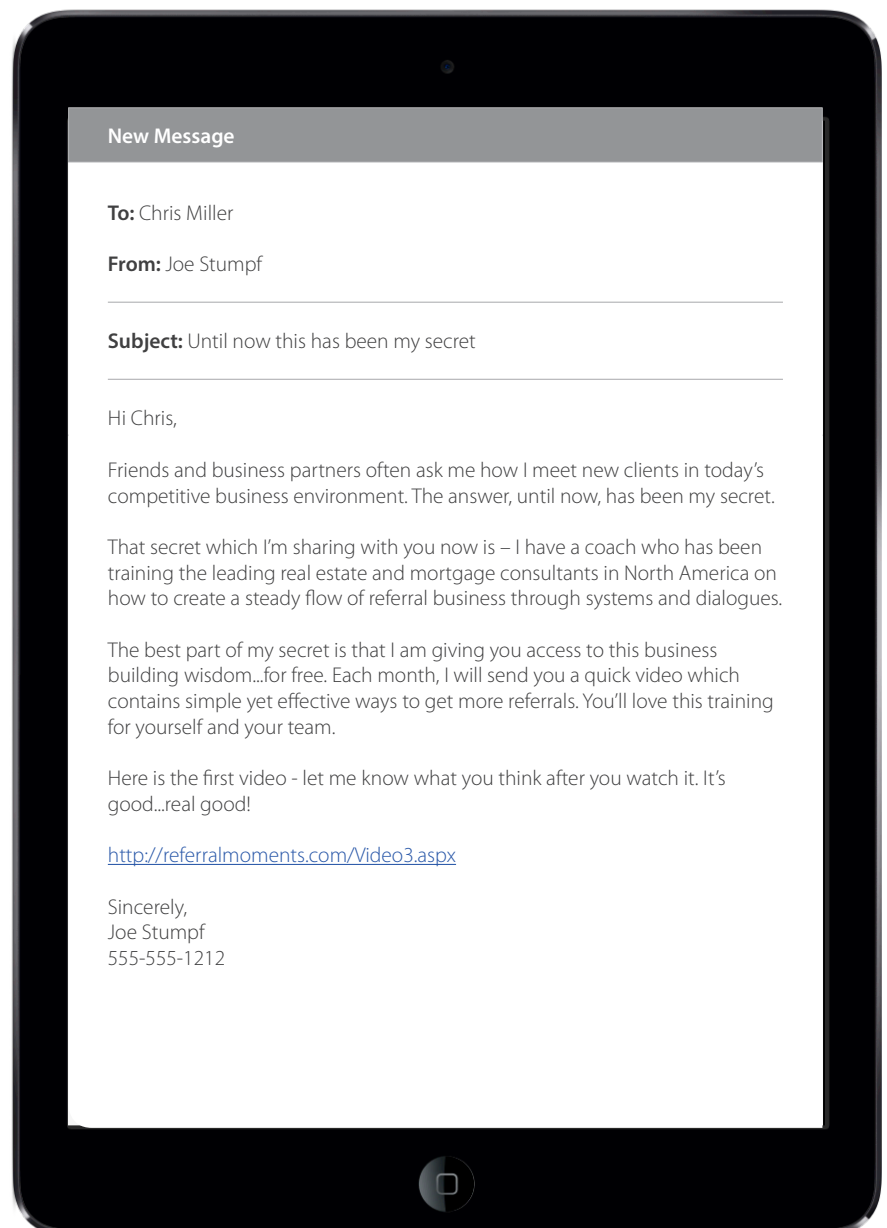 New Message
To: Chris Miller
From: Joe Stumpf
Subject: Until now this has been my secret
Hi Chris,
Friends and business partners often ask me how I meet new clients in today’s
competitive business environment. The answer, until now, has been my secret.
That secret which I’m sharing with you now is – I have a coach who has been
training the leading real estate and mortgage consultants in North America on
how to create a steady flow of referral business through systems and dialogues.
The best part of my secret is that I am giving you access to this business
building wisdom...for free. Each month, I will send you a quick video which
contains simple yet effective ways to get more referrals. You’ll love this training
for yourself and your team.
Here is the first video - let me know what you think after you watch it. It’s
good...real good!
http://referralmoments.com/Video3.aspx
Sincerely,
Joe Stumpf
555-555-1212